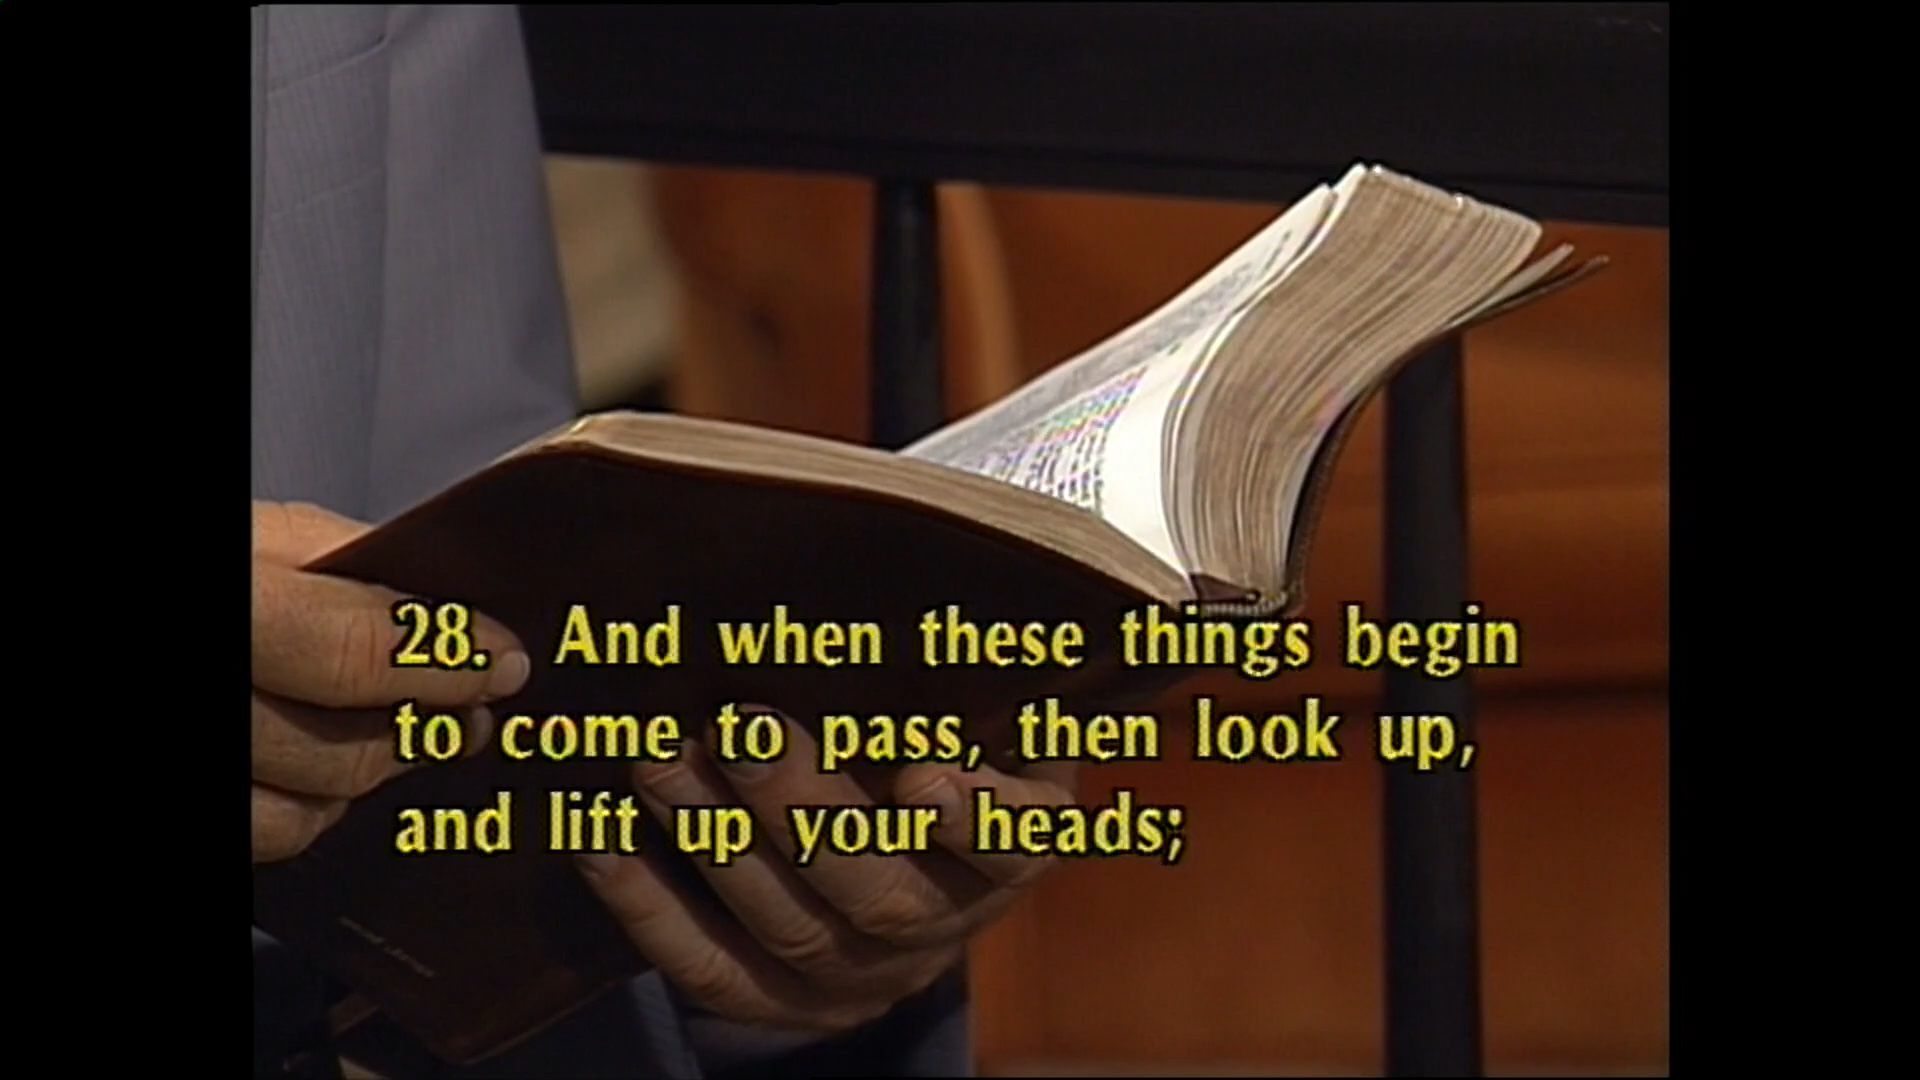 28. And when these things begin
to come to pass, then look up,
and lift up your heads;